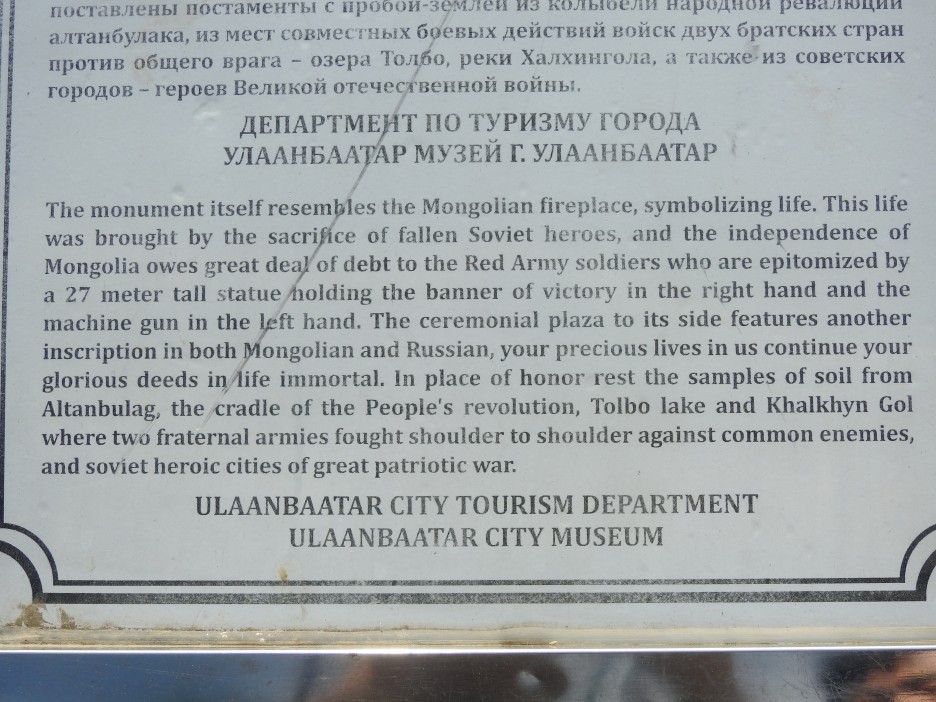 поставлены постаменты с пробой-землей из колыбели народной революции
алтанбулака, из мест совместных боевых действий войск двух братских стран
против общего врага – озера Толбо, реки Халхингола, а также из советских
городов – героев Великой отечественной войны.
ДЕПАРТМЕНТ ПО ТУРИЗМУ ГОРОДА
УЛААНБААТАР МУЗЕЙ Г. УЛААНБААТАР
The monument itself resembles the Mongolian fireplace, symbolizing life. This life
was brought by the sacrifice of fallen Soviet heroes, and the independence of
Mongolia owes great deal of debt to the Red Army soldiers who are epitomized by
a 27 meter tall statue holding the banner of victory in the right hand and the
machine gun in the left hand. The ceremonial plaza to its side features another
inscription in both Mongolian and Russian, your precious lives in us continue your
glorious deeds in life immortal. In place of honor rest the samples of soil from
Altanbulag, the cradle of the People's revolution, Tolbo lake and Khalkhyn Gol
where two fraternal armies fought shoulder to shoulder against common enemies,
and soviet heroic cities of great patriotic war.
ULAANBAATAR CITY TOURISM DEPARTMENT
ULAANBAATAR CITY MUSEUM